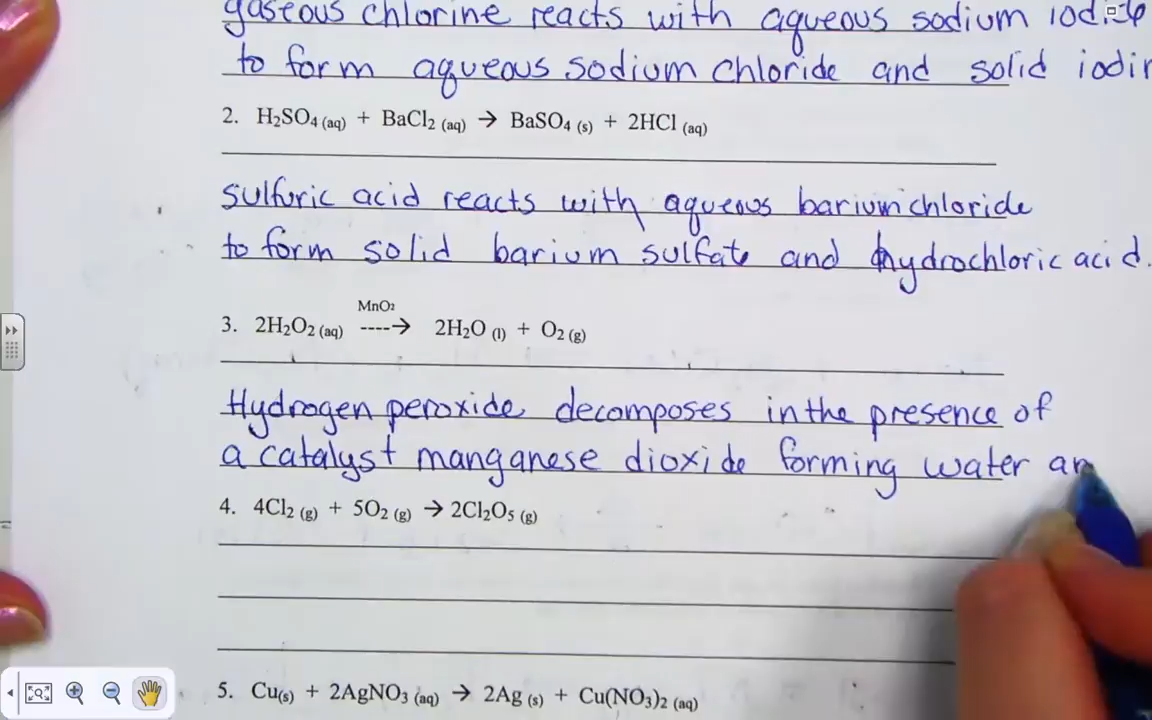 gaseous chlorine reacts with aqueous sodium
to form aqueous sodium chloride and solid
2. H₂SO₄ (aq) + BaCl₂ (aq) → BaSO₄ (s) + 2HCl (aq)
sulfuric acid reacts with aqueous barium chloride
to form solid barium sulfate and hydrochloric acid.
MnO₂
3. 2H₂O₂ (aq) ----→ 2H₂O (l) + O₂ (g)
Hydrogen peroxide decomposes in the presence of
a catalyst manganese dioxide forming water an
4. 4Cl₂ (g) + 5O₂ (g) → 2Cl₂O₅ (g)
5. Cu(s) + 2AgNO₃ (aq) → 2Ag (s) + Cu(NO₃)₂ (aq)